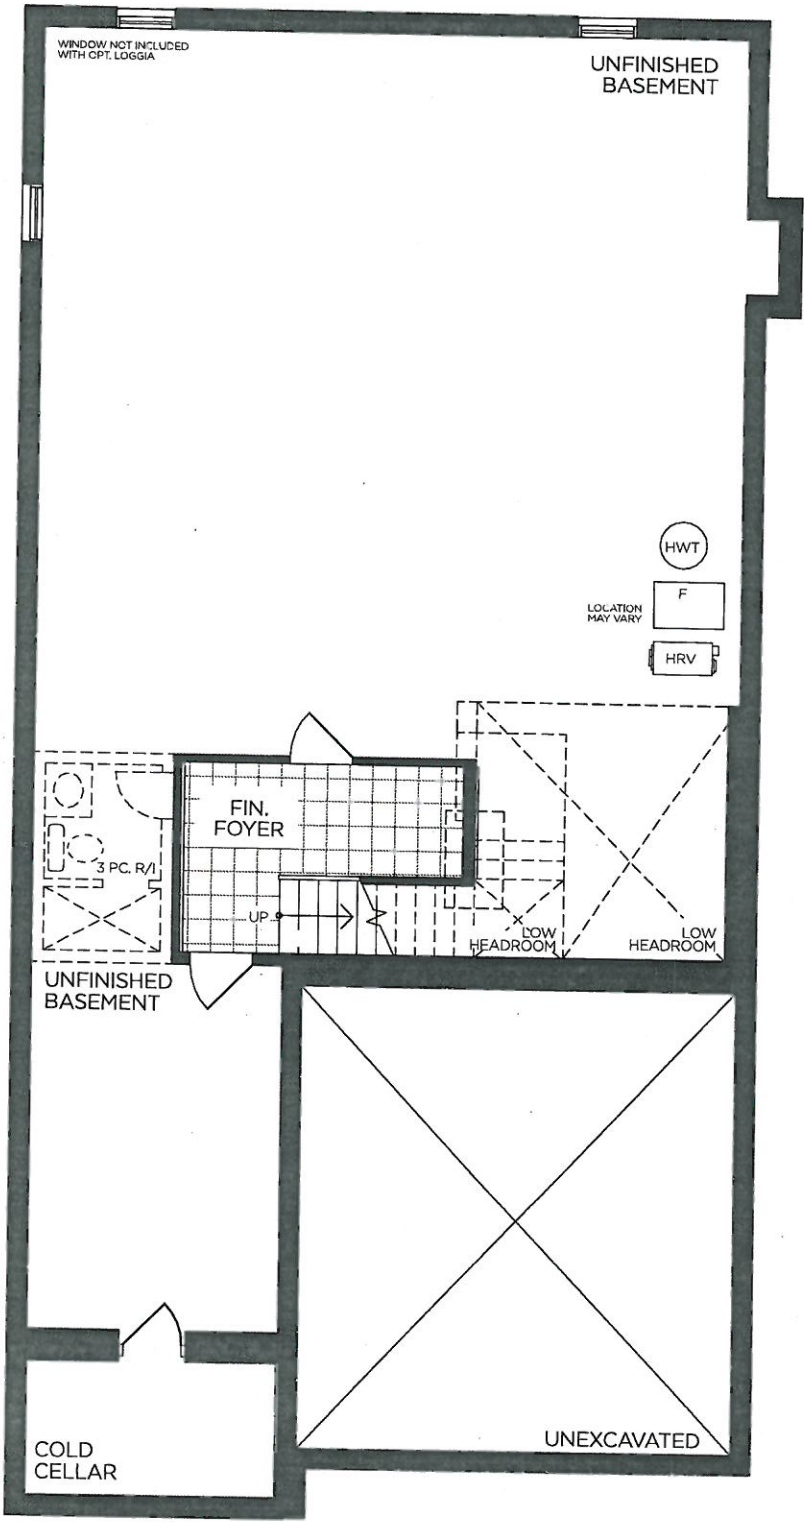 WINDOW NOT INCLUDED
WITH OPT. LOGGIA
UNFINISHED
BASEMENT
HWT
F
LOCATION
MAY VARY
HRV
FIN.
FOYER
3 PC. R/I
UP
LOW
HEADROOM
LOW
HEADROOM
UNFINISHED
BASEMENT
UNEXCAVATED
COLD
CELLAR